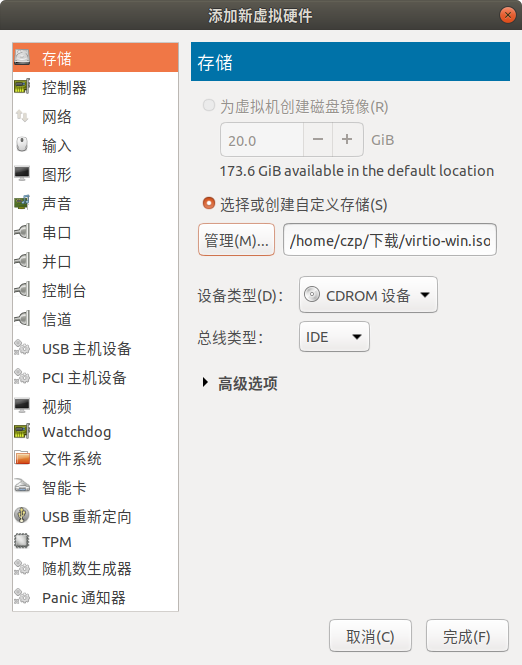 添加新虚拟硬件
存储
控制器
网络
输入
图形
声音
串口
并口
控制台
信道
USB 主机设备
PCI 主机设备
视频
Watchdog
文件系统
智能卡
USB 重新定向
TPM
随机数生成器
Panic 通知器
存储
为虚拟机创建磁盘镜像(R)
20.0 − + GiB
173.6 GiB available in the default location
选择或创建自定义存储(S)
管理(M)... /home/czp/下载/virtio-win.iso
设备类型(D)： CDROM 设备
总线类型： IDE
高级选项
取消(C) 完成(F)